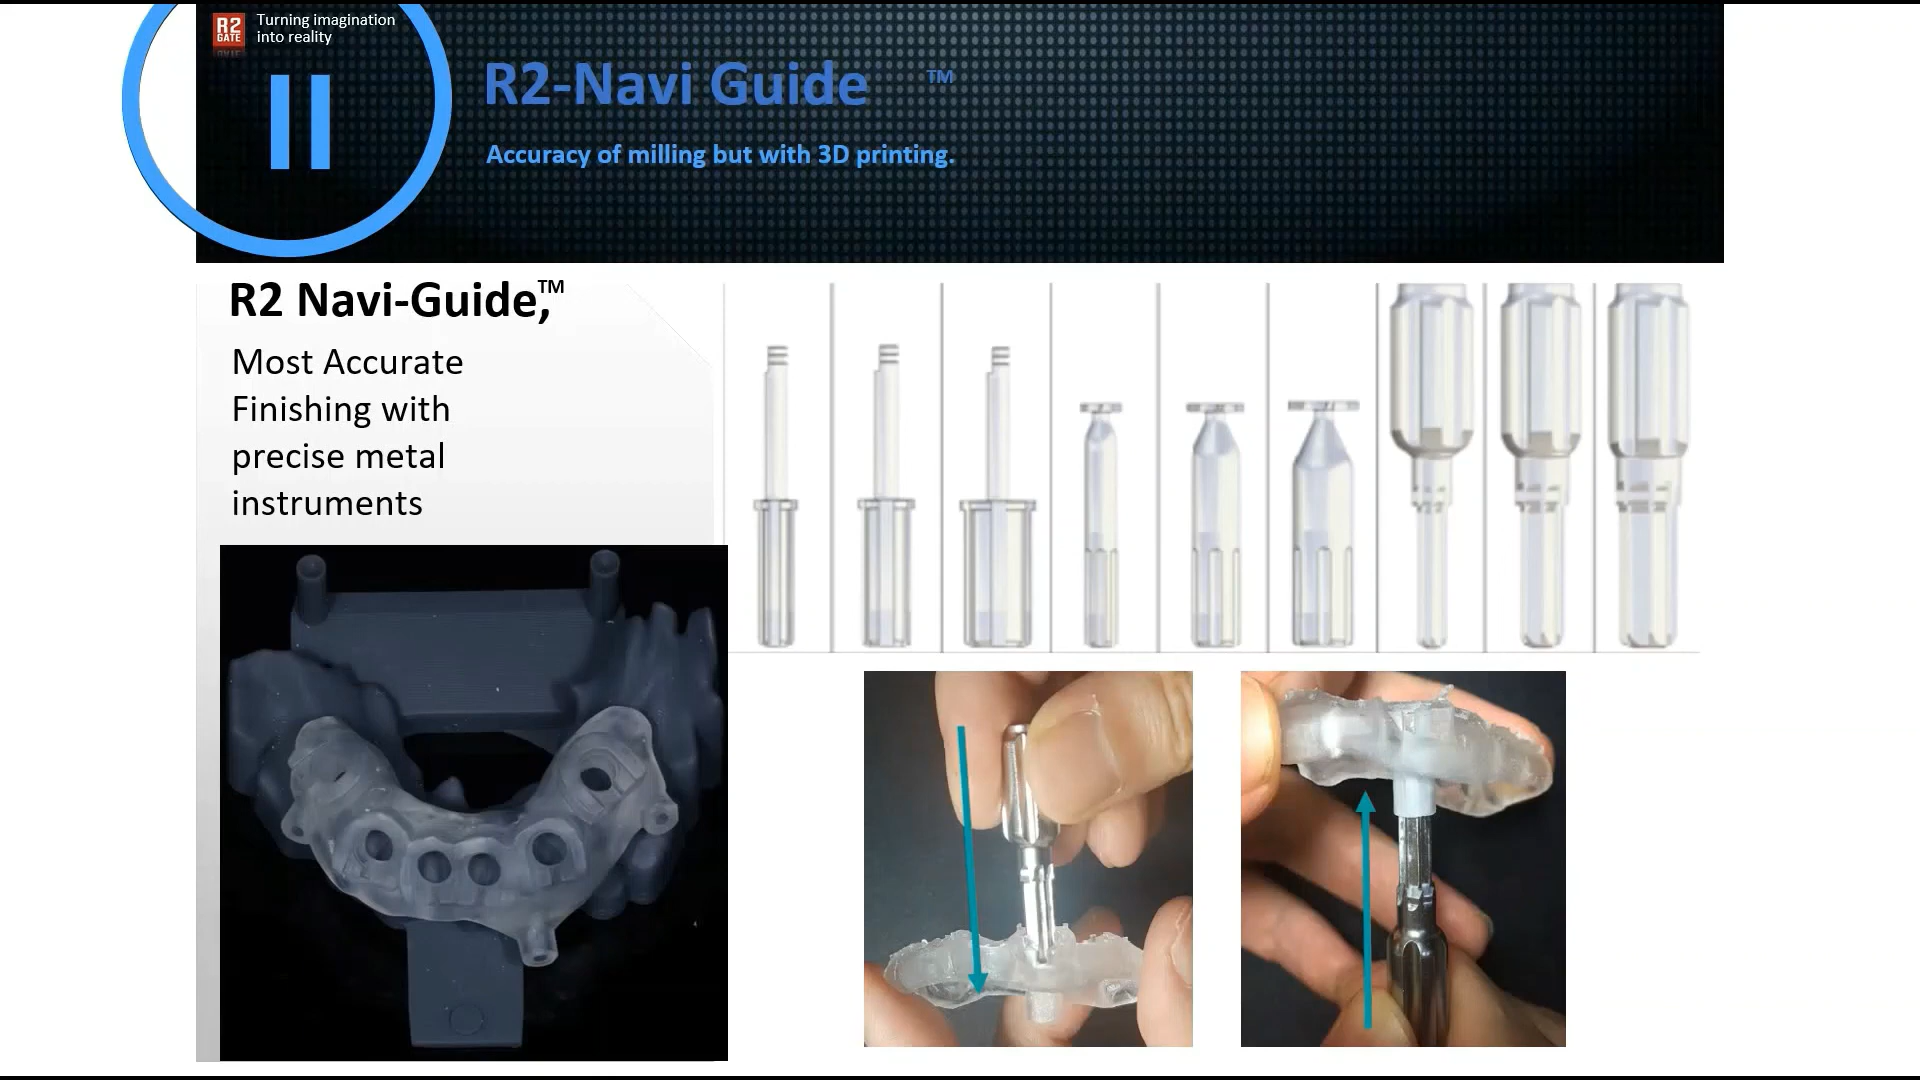 R2
GATE
Turning imagination
into reality
II
R2-Navi Guide ™
Accuracy of milling but with 3D printing.
R2 Navi-Guide,™
Most Accurate
Finishing with
precise metal
instruments